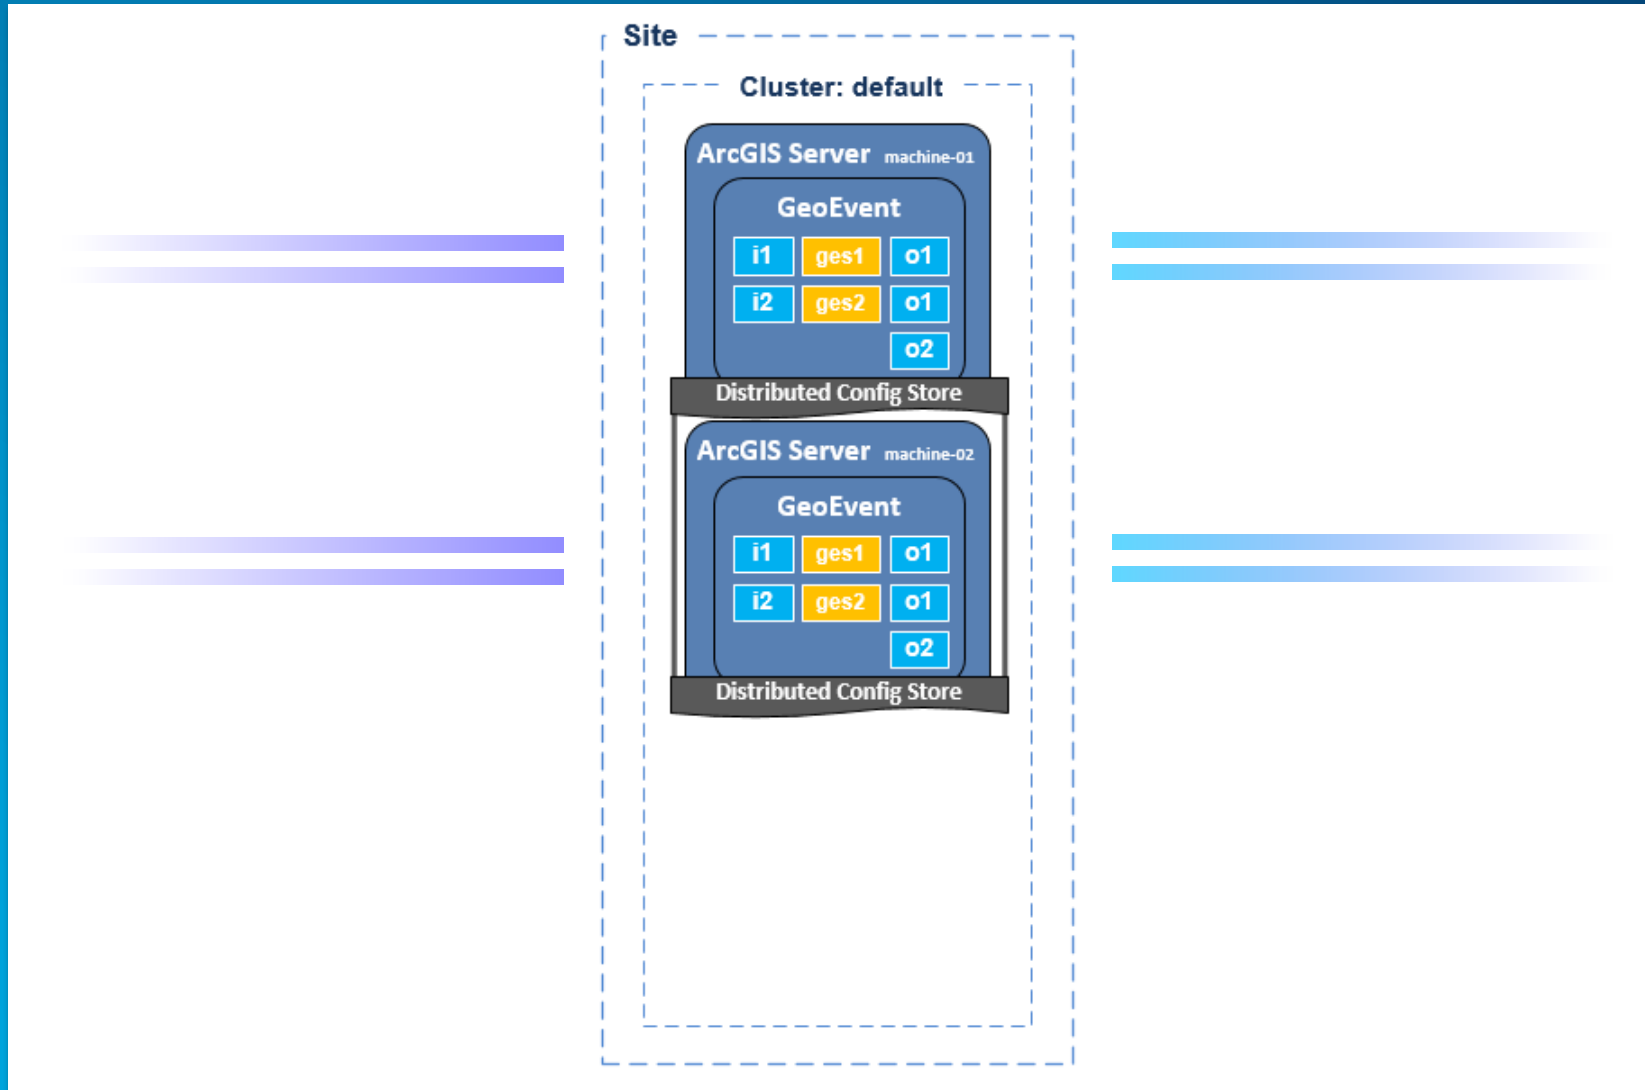 Site
Cluster: default
ArcGIS Server machine-01
GeoEvent
i1 ges1 o1
i2 ges2 o1
o2
Distributed Config Store
ArcGIS Server machine-02
GeoEvent
i1 ges1 o1
i2 ges2 o1
o2
Distributed Config Store